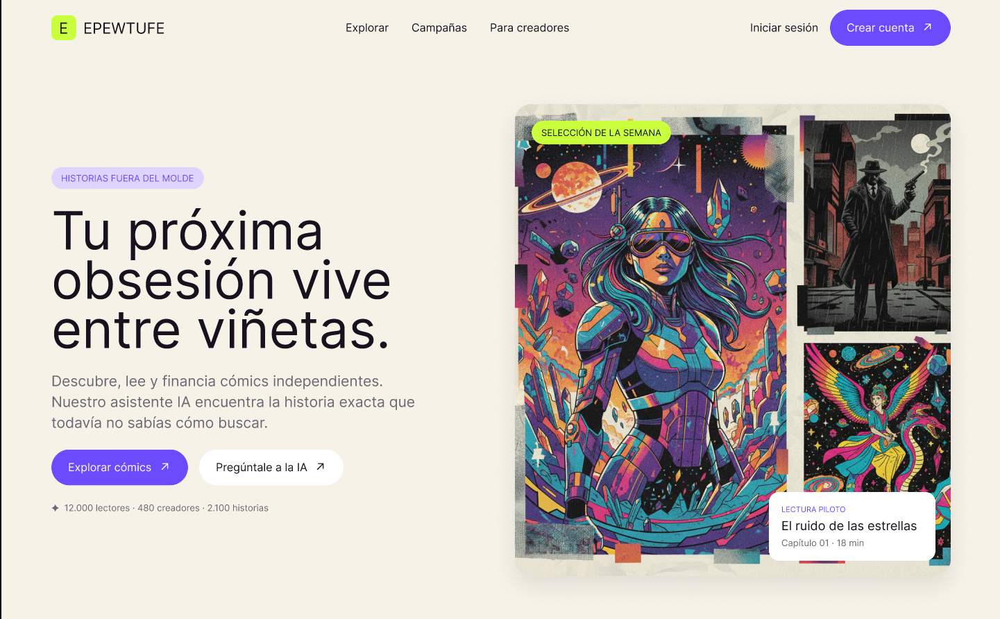 E EPEWTUFE
Explorar
Campañas
Para creadores
Iniciar sesión
Crear cuenta
HISTORIAS FUERA DEL MOLDE
Tu próxima
obsesión vive
entre viñetas.
Descubre, lee y financia cómics independientes.
Nuestro asistente IA encuentra la historia exacta que
todavía no sabías cómo buscar.
Explorar cómics
Pregúntale a la IA
12.000 lectores · 480 creadores · 2.100 historias
SELECCIÓN DE LA SEMANA
LECTURA PILOTO
El ruido de las estrellas
Capítulo 01 · 18 min